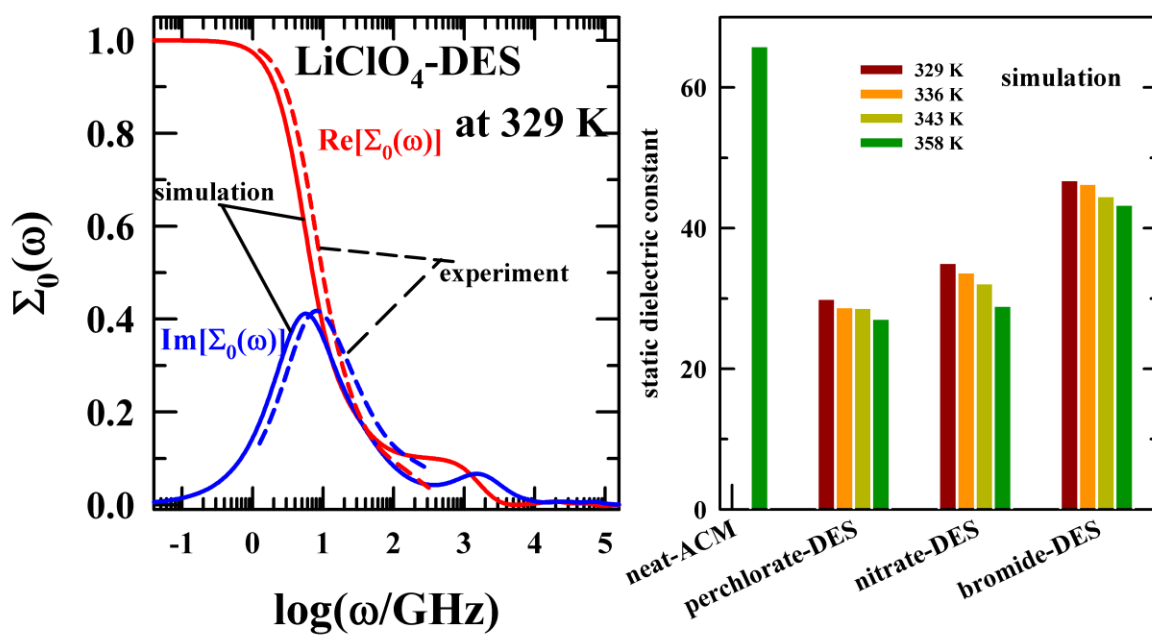 LiClO₄-DES
at 329 K
Re[Σ₀(ω)]
simulation
experiment
Im[Σ₀(ω)]
Σ₀(ω)
1.0
0.8
0.6
0.4
0.2
0.0
-1 0 1 2 3 4 5
log(ω/GHz)
static dielectric constant
60
40
20
0
329 K
336 K
343 K
358 K
simulation
neat-ACM
perchlorate-DES
nitrate-DES
bromide-DES